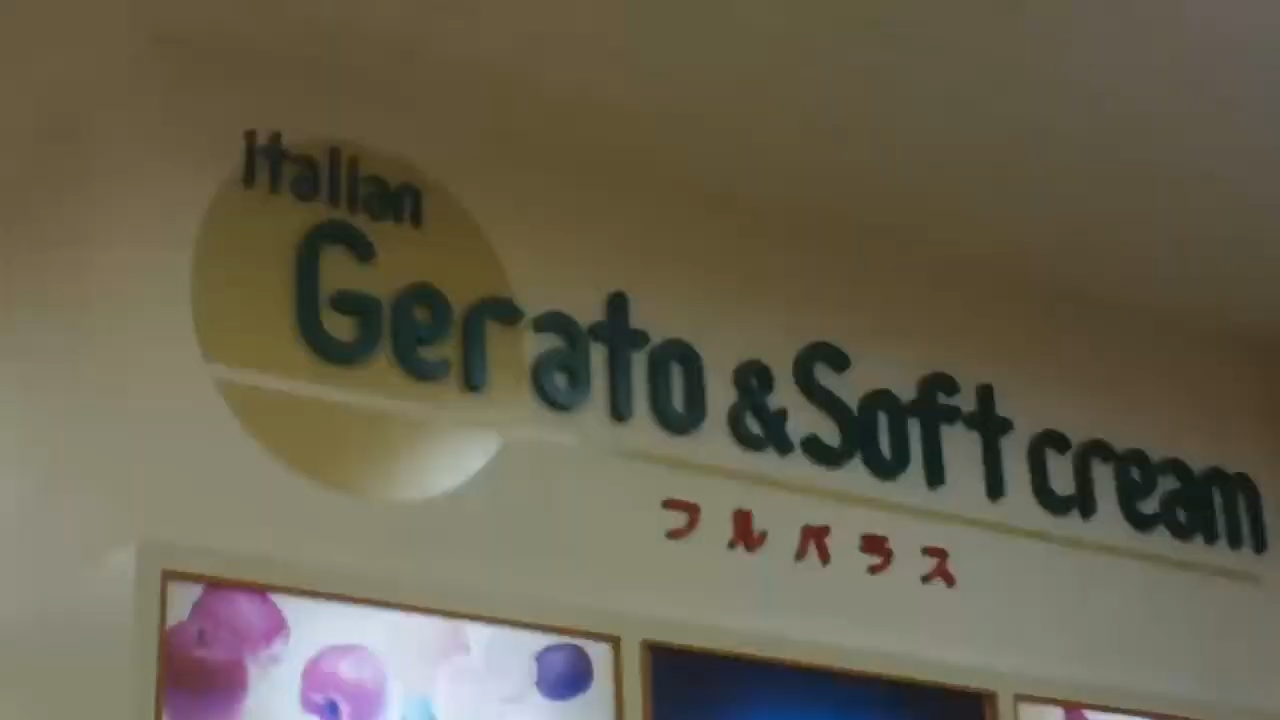 italian
Gerato & Soft cream
フルパラス